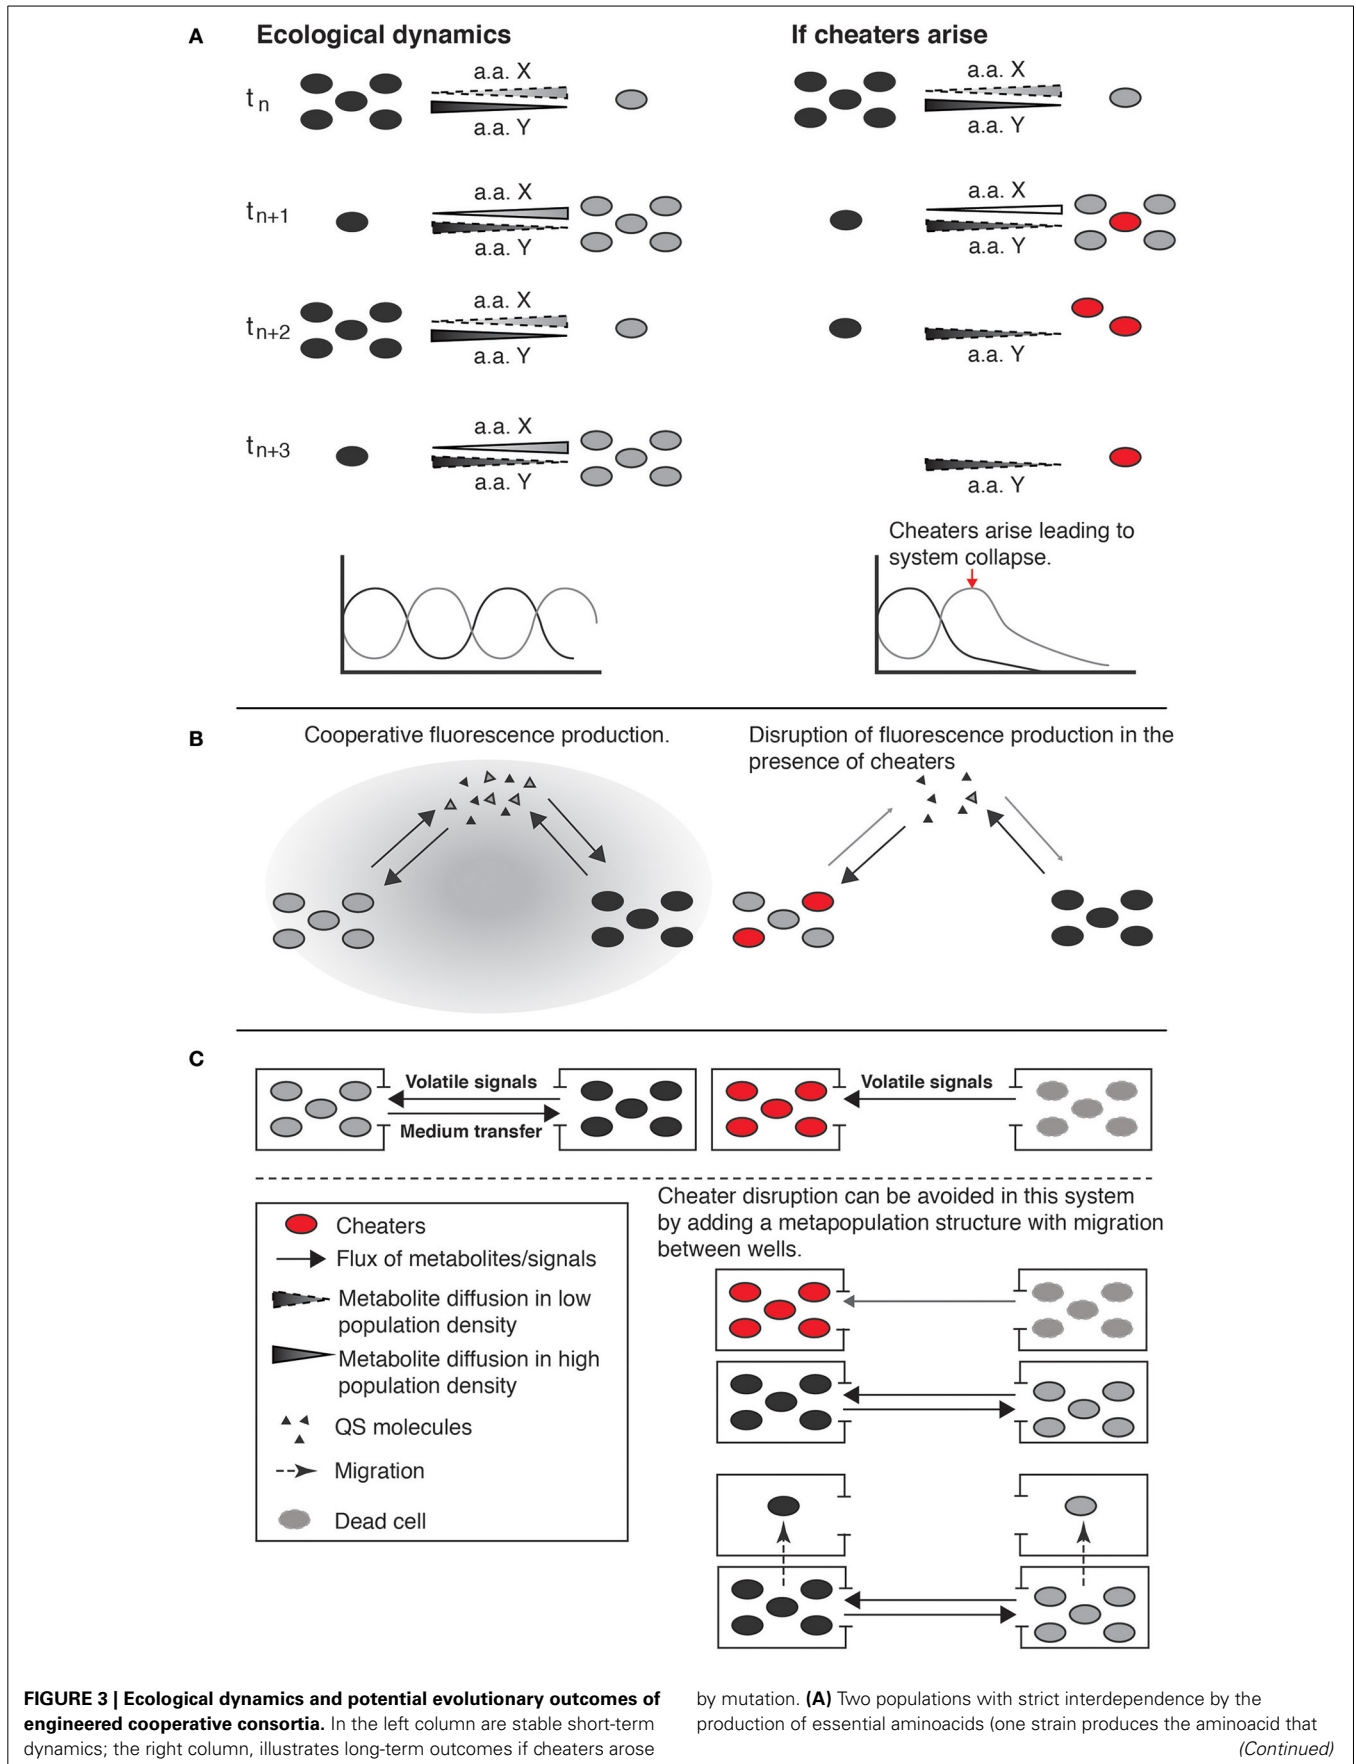 A
Ecological dynamics
If cheaters arise
tn
a.a. X
a.a. Y
a.a. X
a.a. Y
tn+1
a.a. X
a.a. Y
a.a. X
a.a. Y
tn+2
a.a. X
a.a. Y
a.a. Y
tn+3
a.a. X
a.a. Y
a.a. Y
Cheaters arise leading to
system collapse.
B
Cooperative fluorescence production.
Disruption of fluorescence production in the
presence of cheaters
C
Volatile signals
Medium transfer
Volatile signals
Cheaters
Flux of metabolites/signals
Metabolite diffusion in low
population density
Metabolite diffusion in high
population density
QS molecules
Migration
Dead cell
Cheater disruption can be avoided in this system
by adding a metapopulation structure with migration
between wells.
FIGURE 3 | Ecological dynamics and potential evolutionary outcomes of
engineered cooperative consortia. In the left column are stable short-term
dynamics; the right column, illustrates long-term outcomes if cheaters arose
by mutation. (A) Two populations with strict interdependence by the
production of essential aminoacids (one strain produces the aminoacid that
(Continued)